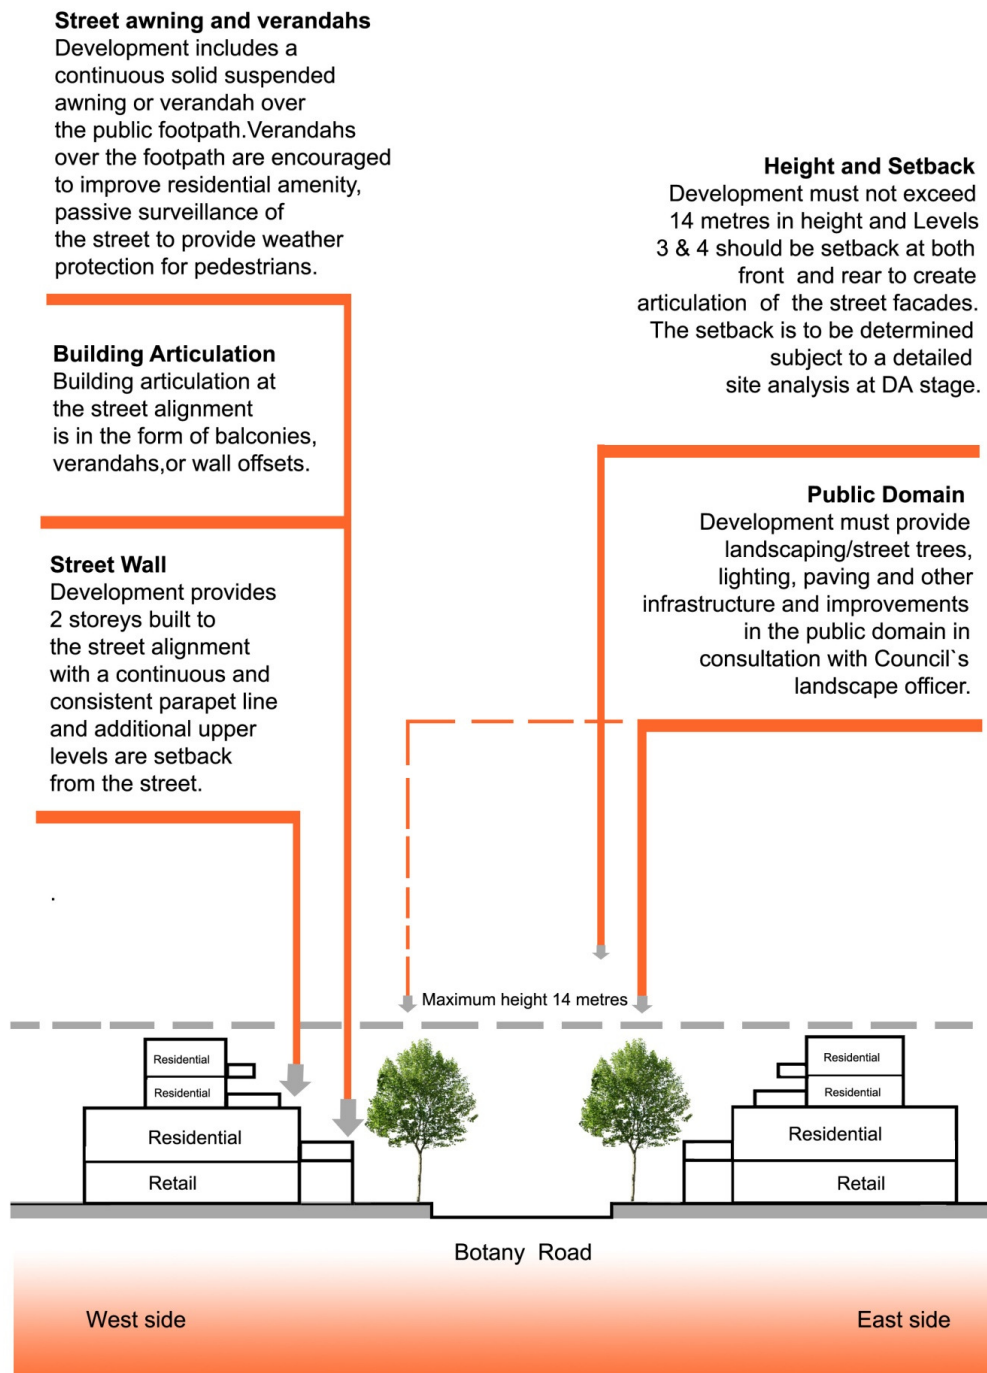 Street awning and verandahs
Development includes a
continuous solid suspended
awning or verandah over
the public footpath.Verandahs
over the footpath are encouraged
to improve residential amenity,
passive surveillance of
the street to provide weather
protection for pedestrians.
Building Articulation
Building articulation at
the street alignment
is in the form of balconies,
verandahs,or wall offsets.
Street Wall
Development provides
2 storeys built to
the street alignment
with a continuous and
consistent parapet line
and additional upper
levels are setback
from the street.
.
Height and Setback
Development must not exceed
14 metres in height and Levels
3 & 4 should be setback at both
front and rear to create
articulation of the street facades.
The setback is to be determined
subject to a detailed
site analysis at DA stage.
Public Domain
Development must provide
landscaping/street trees,
lighting, paving and other
infrastructure and improvements
in the public domain in
consultation with Council`s
landscape officer.
Maximum height 14 metres
Residential
Residential
Residential
Retail
Residential
Residential
Residential
Retail
Botany Road
West side
East side